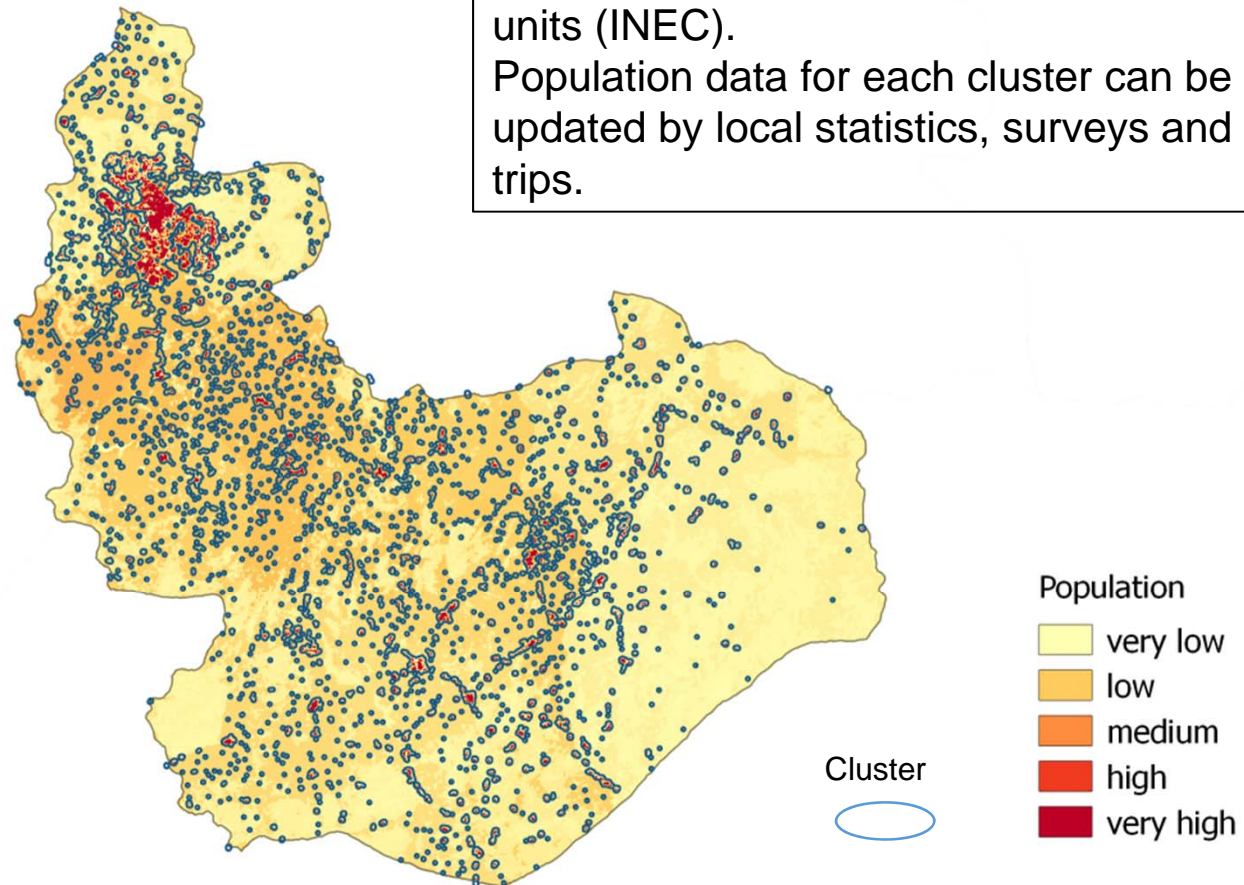 units (INEC).
Population data for each cluster can be
updated by local statistics, surveys and
trips.
Population
very low
low
medium
high
very high
Cluster